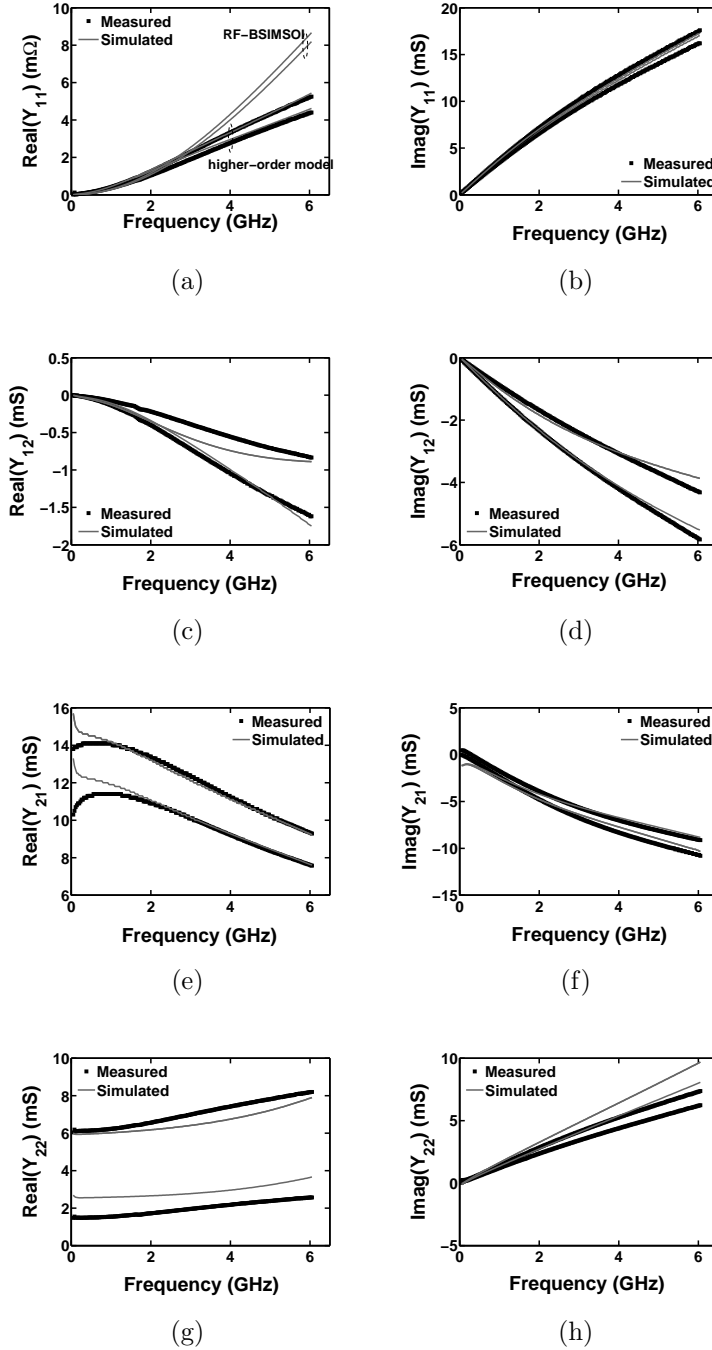 10
8
6
4
2
0
Real(Y11) (mΩ)
Measured
Simulated
RF−BSIMSOI
higher−order model
0 2 4 6
Frequency (GHz)
(a)
20
15
10
5
0
Imag(Y11) (mS)
Measured
Simulated
0 2 4 6
Frequency (GHz)
(b)
0.5
0
−0.5
−1
−1.5
−2
Real(Y12) (mS)
Measured
Simulated
0 2 4 6
Frequency (GHz)
(c)
0
−2
−4
−6
Imag(Y12) (mS)
Measured
Simulated
0 2 4 6
Frequency (GHz)
(d)
16
14
12
10
8
6
Real(Y21) (mS)
Measured
Simulated
0 2 4 6
Frequency (GHz)
(e)
5
0
−5
−10
−15
Imag(Y21) (mS)
Measured
Simulated
0 2 4 6
Frequency (GHz)
(f)
10
8
6
4
2
0
Real(Y22) (mS)
Measured
Simulated
0 2 4 6
Frequency (GHz)
(g)
10
5
0
−5
Imag(Y22) (mS)
Measured
Simulated
0 2 4 6
Frequency (GHz)
(h)